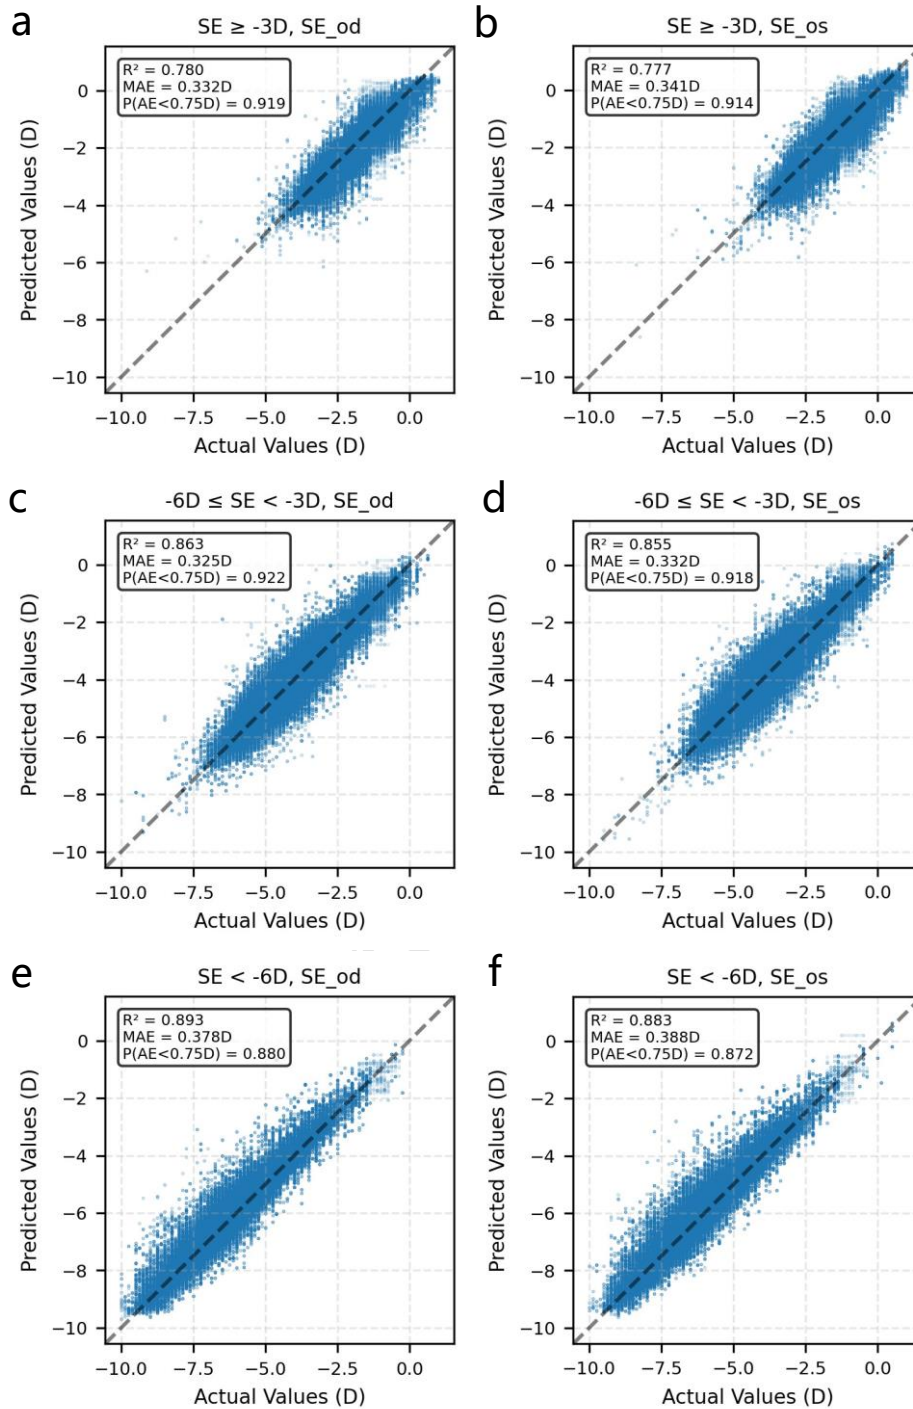 a
SE ≥ -3D, SE_od
R² = 0.780
MAE = 0.332D
P(AE<0.75D) = 0.919
Predicted Values (D)
0
−2
−4
−6
−8
−10
−10.0 −7.5 −5.0 −2.5 0.0
Actual Values (D)
b
SE ≥ -3D, SE_os
R² = 0.777
MAE = 0.341D
P(AE<0.75D) = 0.914
Predicted Values (D)
0
−2
−4
−6
−8
−10
−10.0 −7.5 −5.0 −2.5 0.0
Actual Values (D)
c
-6D ≤ SE < -3D, SE_od
R² = 0.863
MAE = 0.325D
P(AE<0.75D) = 0.922
Predicted Values (D)
0
−2
−4
−6
−8
−10
−10.0 −7.5 −5.0 −2.5 0.0
Actual Values (D)
d
-6D ≤ SE < -3D, SE_os
R² = 0.855
MAE = 0.332D
P(AE<0.75D) = 0.918
Predicted Values (D)
0
−2
−4
−6
−8
−10
−10.0 −7.5 −5.0 −2.5 0.0
Actual Values (D)
e
SE < -6D, SE_od
R² = 0.893
MAE = 0.378D
P(AE<0.75D) = 0.880
Predicted Values (D)
0
−2
−4
−6
−8
−10
−10.0 −7.5 −5.0 −2.5 0.0
Actual Values (D)
f
SE < -6D, SE_os
R² = 0.883
MAE = 0.388D
P(AE<0.75D) = 0.872
Predicted Values (D)
0
−2
−4
−6
−8
−10
−10.0 −7.5 −5.0 −2.5 0.0
Actual Values (D)